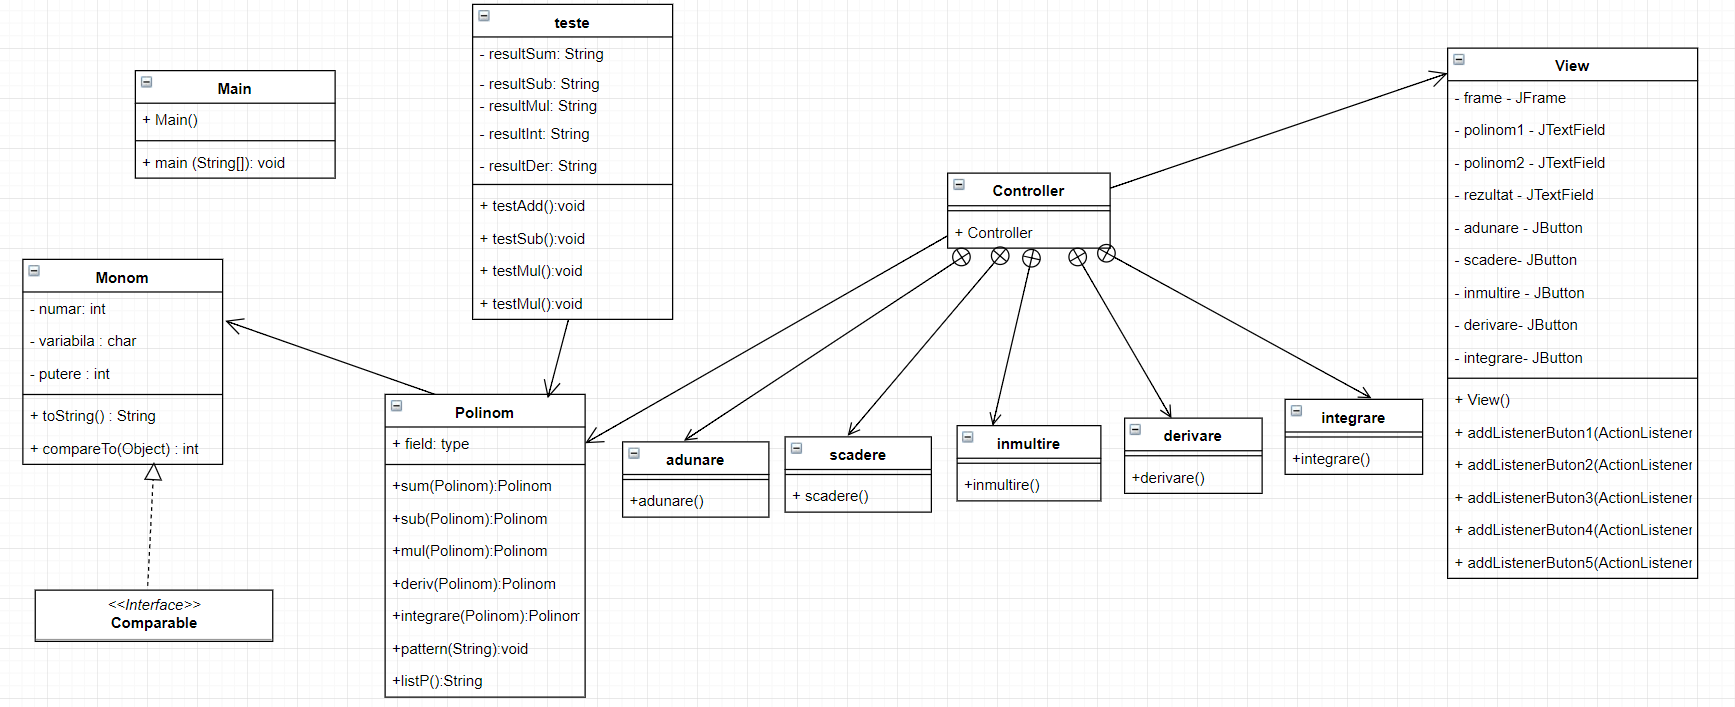 Main
+ Main()
+ main (String[]): void
teste
- resultSum: String
- resultSub: String
- resultMul: String
- resultInt: String
- resultDer: String
+ testAdd():void
+ testSub():void
+ testMul():void
+ testMul():void
Monom
- numar: int
- variabila : char
- putere : int
+ toString() : String
+ compareTo(Object) : int
<<Interface>>
Comparable
Polinom
+ field: type
+sum(Polinom):Polinom
+sub(Polinom):Polinom
+mul(Polinom):Polinom
+deriv(Polinom):Polinom
+integrare(Polinom):Polinom
+pattern(String):void
+listP():String
Controller
+ Controller
adunare
+adunare()
scadere
+ scadere()
inmultire
+inmultire()
derivare
+derivare()
integrare
+integrare()
View
- frame - JFrame
- polinom1 - JTextField
- polinom2 - JTextField
- rezultat - JTextField
- adunare - JButton
- scadere- JButton
- inmultire - JButton
- derivare- JButton
- integrare- JButton
+ View()
+ addListenerButon1(ActionListener
+ addListenerButon2(ActionListener
+ addListenerButon3(ActionListener
+ addListenerButon4(ActionListener
+ addListenerButon5(ActionListener